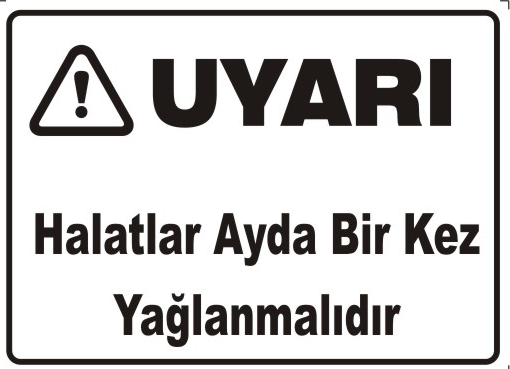 UYARI
Halatlar Ayda Bir Kez
Yağlanmalıdır